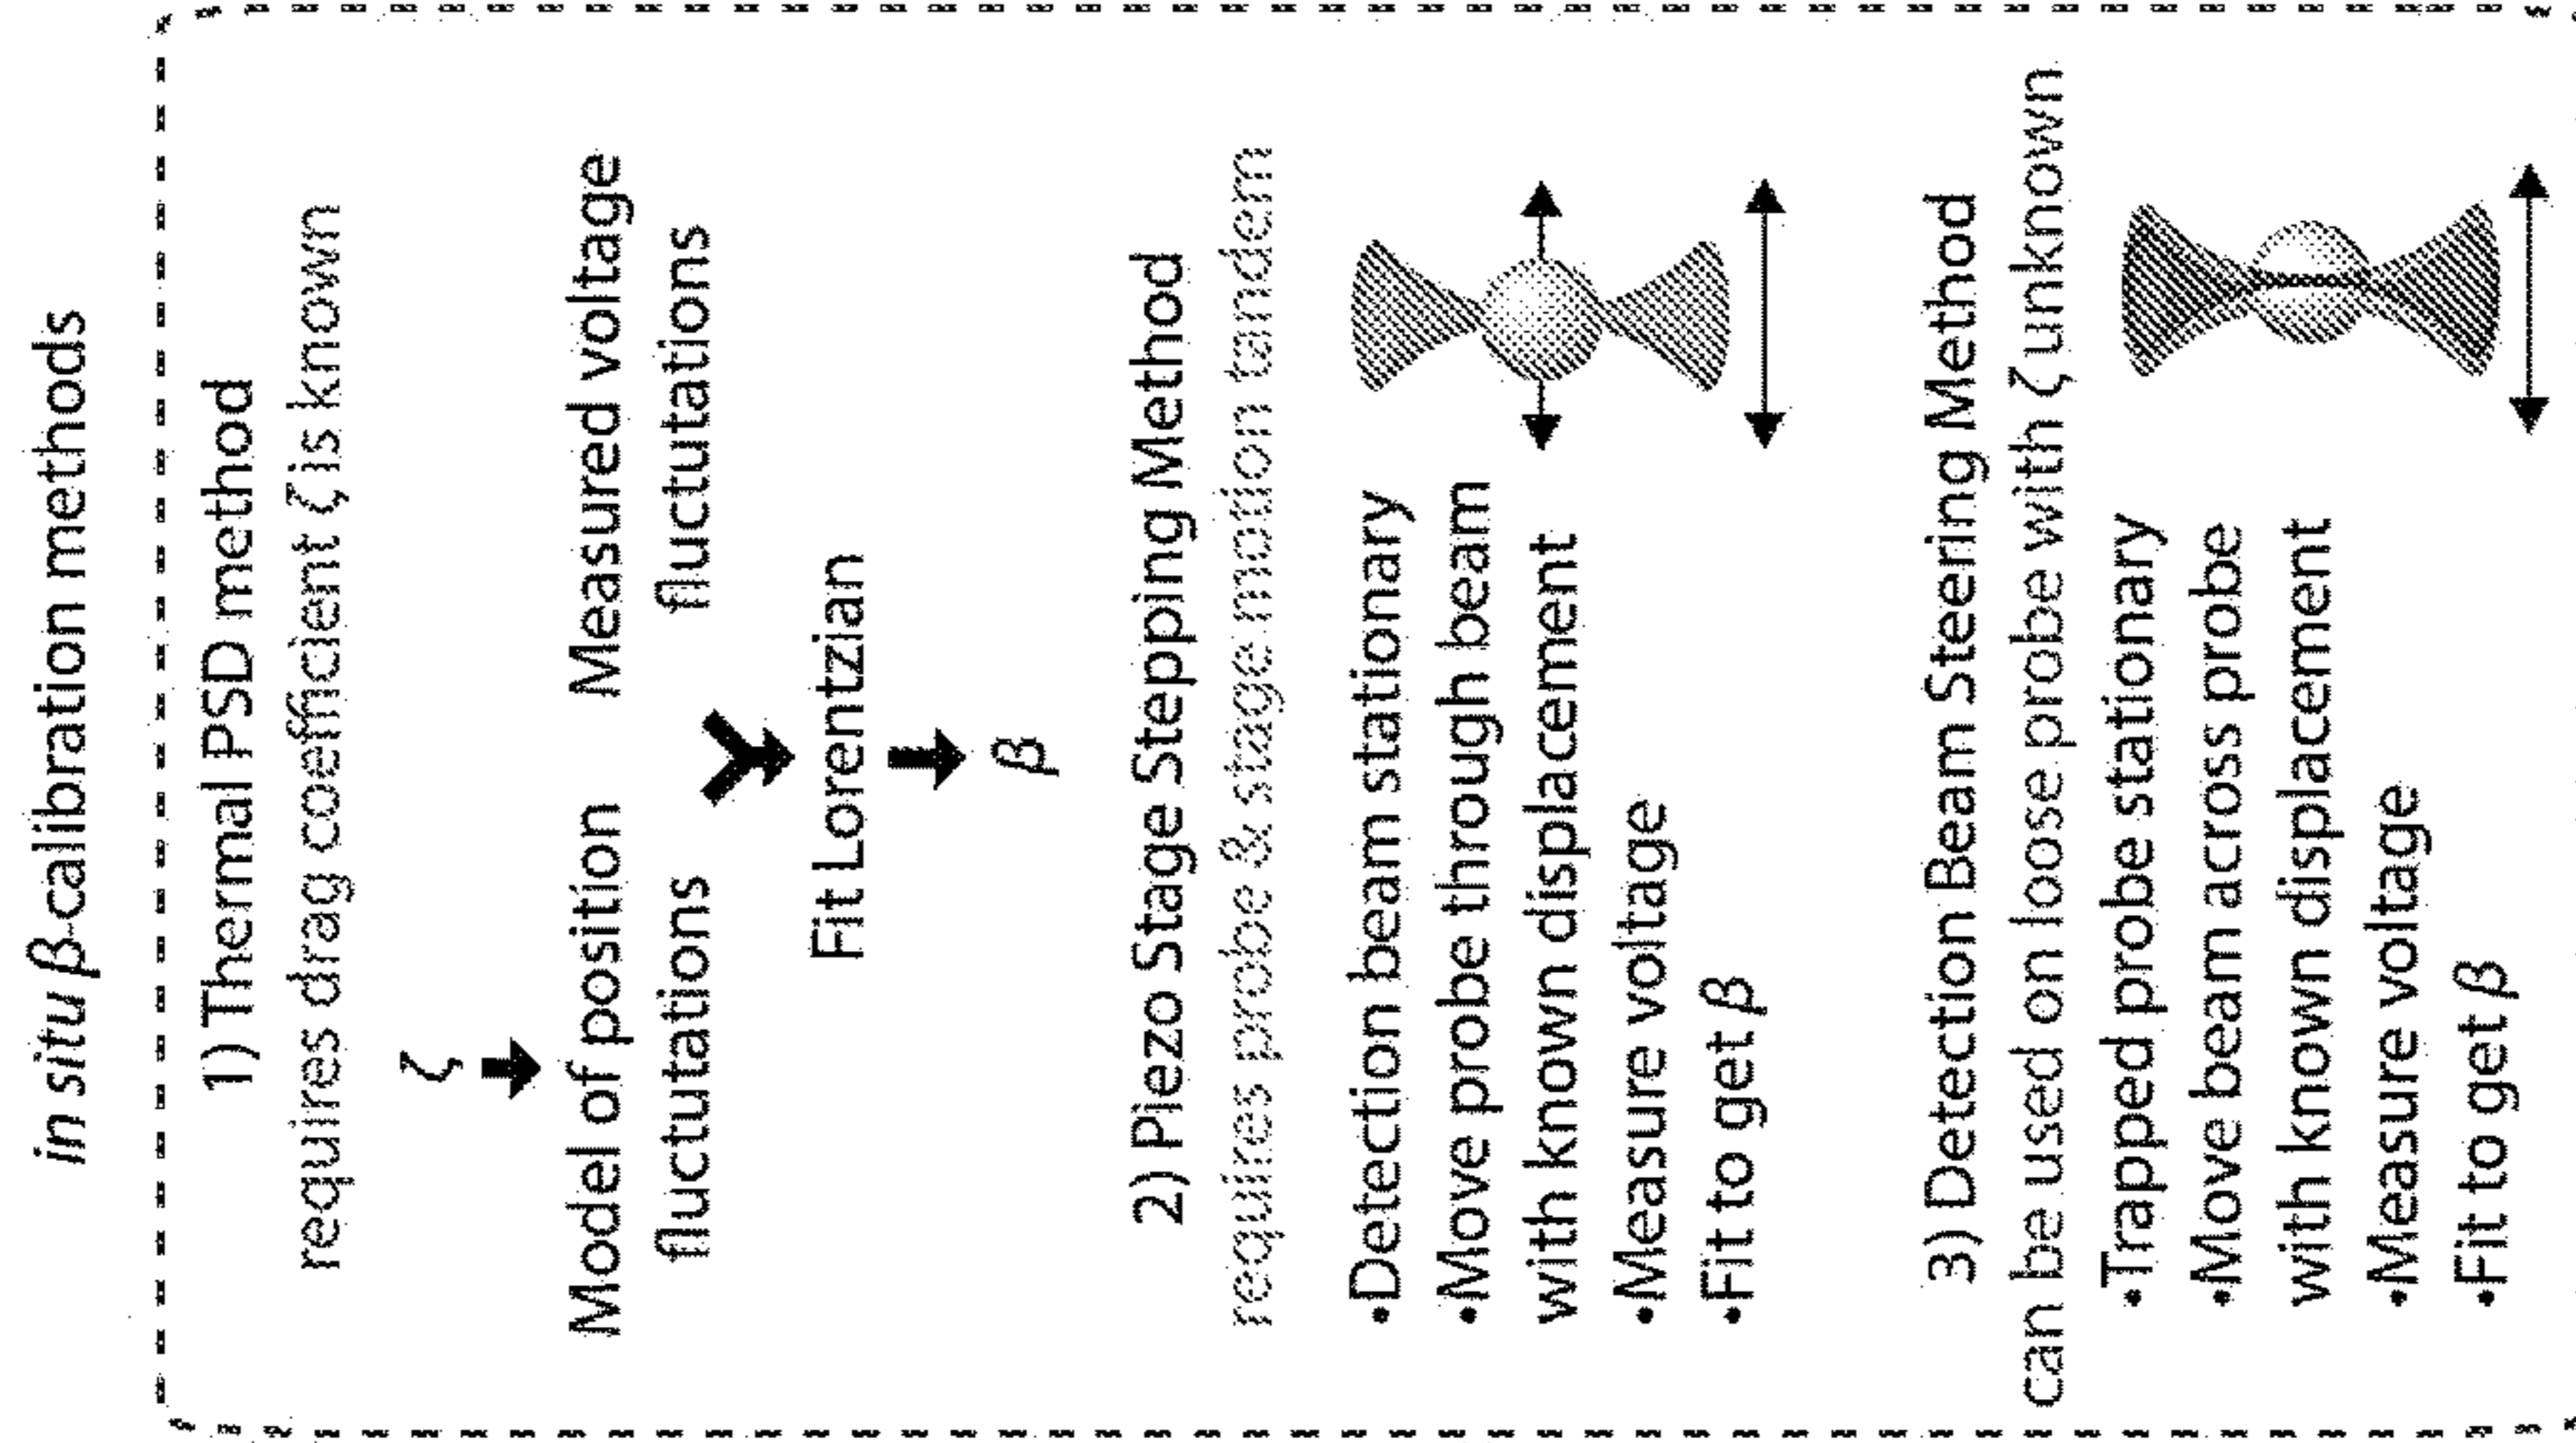 in situ β-calibration methods
1) Thermal PSD method
requires drag coefficient ζ is known
ζ
Model of position
fluctutations
Measured voltage
fluctutations
Fit Lorentzian
β
2) Piezo Stage Stepping Method
requires probe & stage motion tandem
•Detection beam stationary
•Move probe through beam
with known displacement
•Measure voltage
•Fit to get β
3) Detection Beam Steering Method
can be used on loose probe with ζ unknown
•Trapped probe stationary
•Move beam across probe
with known displacement
•Measure voltage
•Fit to get β